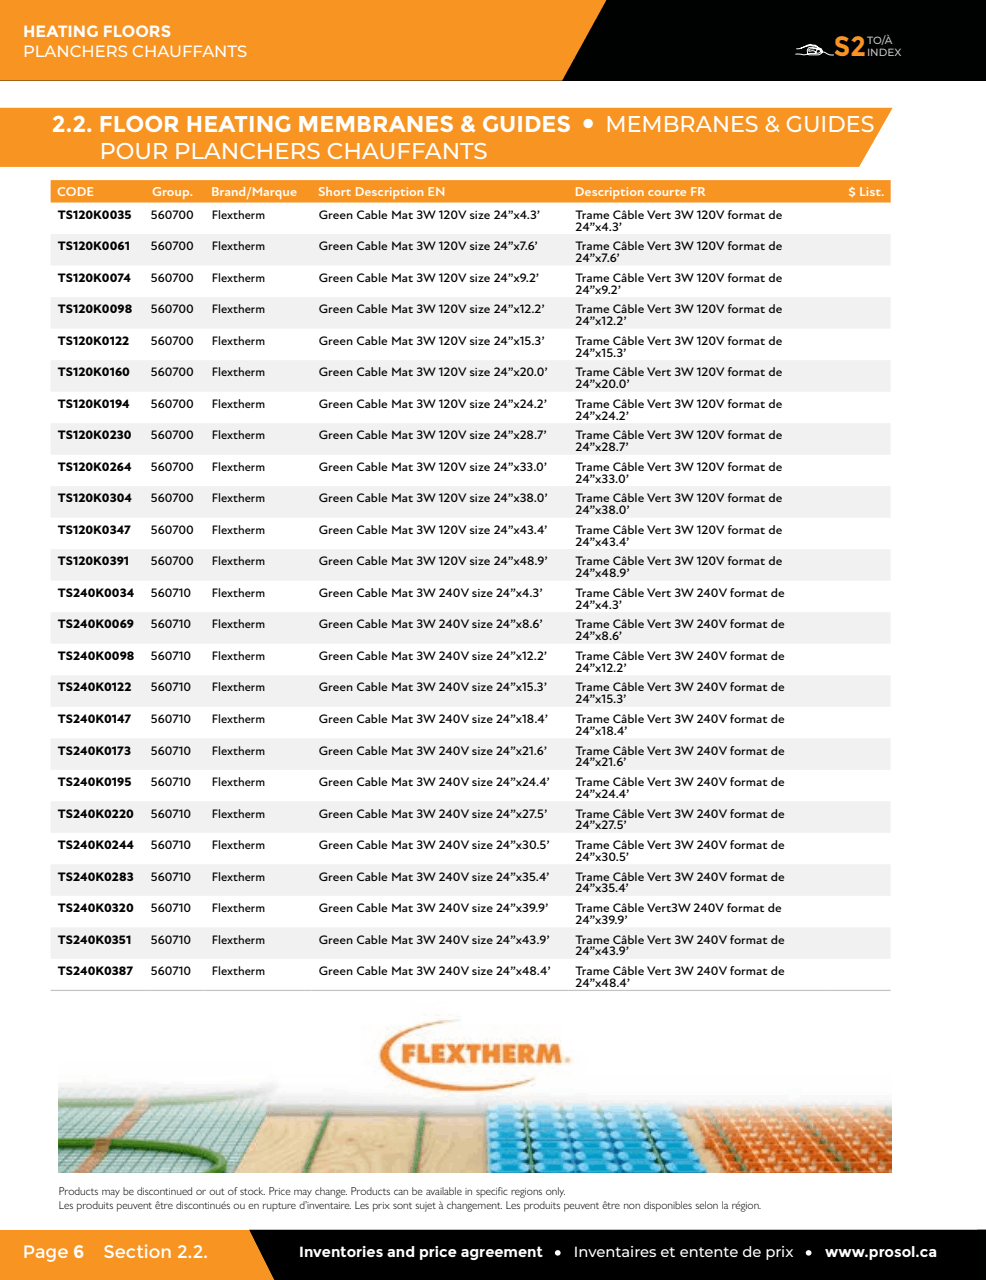 HEATING FLOORS
PLANCHERS CHAUFFANTS
S2 TO/À
INDEX
2.2. FLOOR HEATING MEMBRANES & GUIDES • MEMBRANES & GUIDES
POUR PLANCHERS CHAUFFANTS
CODE Group. Brand/Marque Short Description EN Description courte FR $ List.
TS120K0035 560700 Flextherm Green Cable Mat 3W 120V size 24”x4.3’ Trame Câble Vert 3W 120V format de
24”x4.3’
TS120K0061 560700 Flextherm Green Cable Mat 3W 120V size 24”x7.6’ Trame Câble Vert 3W 120V format de
24”x7.6’
TS120K0074 560700 Flextherm Green Cable Mat 3W 120V size 24”x9.2’ Trame Câble Vert 3W 120V format de
24”x9.2’
TS120K0098 560700 Flextherm Green Cable Mat 3W 120V size 24”x12.2’ Trame Câble Vert 3W 120V format de
24”x12.2’
TS120K0122 560700 Flextherm Green Cable Mat 3W 120V size 24”x15.3’ Trame Câble Vert 3W 120V format de
24”x15.3’
TS120K0160 560700 Flextherm Green Cable Mat 3W 120V size 24”x20.0’ Trame Câble Vert 3W 120V format de
24”x20.0’
TS120K0194 560700 Flextherm Green Cable Mat 3W 120V size 24”x24.2’ Trame Câble Vert 3W 120V format de
24”x24.2’
TS120K0230 560700 Flextherm Green Cable Mat 3W 120V size 24”x28.7’ Trame Câble Vert 3W 120V format de
24”x28.7’
TS120K0264 560700 Flextherm Green Cable Mat 3W 120V size 24”x33.0’ Trame Câble Vert 3W 120V format de
24”x33.0’
TS120K0304 560700 Flextherm Green Cable Mat 3W 120V size 24”x38.0’ Trame Câble Vert 3W 120V format de
24”x38.0’
TS120K0347 560700 Flextherm Green Cable Mat 3W 120V size 24”x43.4’ Trame Câble Vert 3W 120V format de
24”x43.4’
TS120K0391 560700 Flextherm Green Cable Mat 3W 120V size 24”x48.9’ Trame Câble Vert 3W 120V format de
24”x48.9’
TS240K0034 560710 Flextherm Green Cable Mat 3W 240V size 24”x4.3’ Trame Câble Vert 3W 240V format de
24”x4.3’
TS240K0069 560710 Flextherm Green Cable Mat 3W 240V size 24”x8.6’ Trame Câble Vert 3W 240V format de
24”x8.6’
TS240K0098 560710 Flextherm Green Cable Mat 3W 240V size 24”x12.2’ Trame Câble Vert 3W 240V format de
24”x12.2’
TS240K0122 560710 Flextherm Green Cable Mat 3W 240V size 24”x15.3’ Trame Câble Vert 3W 240V format de
24”x15.3’
TS240K0147 560710 Flextherm Green Cable Mat 3W 240V size 24”x18.4’ Trame Câble Vert 3W 240V format de
24”x18.4’
TS240K0173 560710 Flextherm Green Cable Mat 3W 240V size 24”x21.6’ Trame Câble Vert 3W 240V format de
24”x21.6’
TS240K0195 560710 Flextherm Green Cable Mat 3W 240V size 24”x24.4’ Trame Câble Vert 3W 240V format de
24”x24.4’
TS240K0220 560710 Flextherm Green Cable Mat 3W 240V size 24”x27.5’ Trame Câble Vert 3W 240V format de
24”x27.5’
TS240K0244 560710 Flextherm Green Cable Mat 3W 240V size 24”x30.5’ Trame Câble Vert 3W 240V format de
24”x30.5’
TS240K0283 560710 Flextherm Green Cable Mat 3W 240V size 24”x35.4’ Trame Câble Vert 3W 240V format de
24”x35.4’
TS240K0320 560710 Flextherm Green Cable Mat 3W 240V size 24”x39.9’ Trame Câble Vert3W 240V format de
24”x39.9’
TS240K0351 560710 Flextherm Green Cable Mat 3W 240V size 24”x43.9’ Trame Câble Vert 3W 240V format de
24”x43.9’
TS240K0387 560710 Flextherm Green Cable Mat 3W 240V size 24”x48.4’ Trame Câble Vert 3W 240V format de
24”x48.4’
FLEXTHERM
Products may be discontinued or out of stock. Price may change. Products can be available in specific regions only.
Les produits peuvent être discontinués ou en rupture d’inventaire. Les prix sont sujet à changement. Les produits peuvent être non disponibles selon la région.
Page 6 Section 2.2. Inventories and price agreement • Inventaires et entente de prix • www.prosol.ca